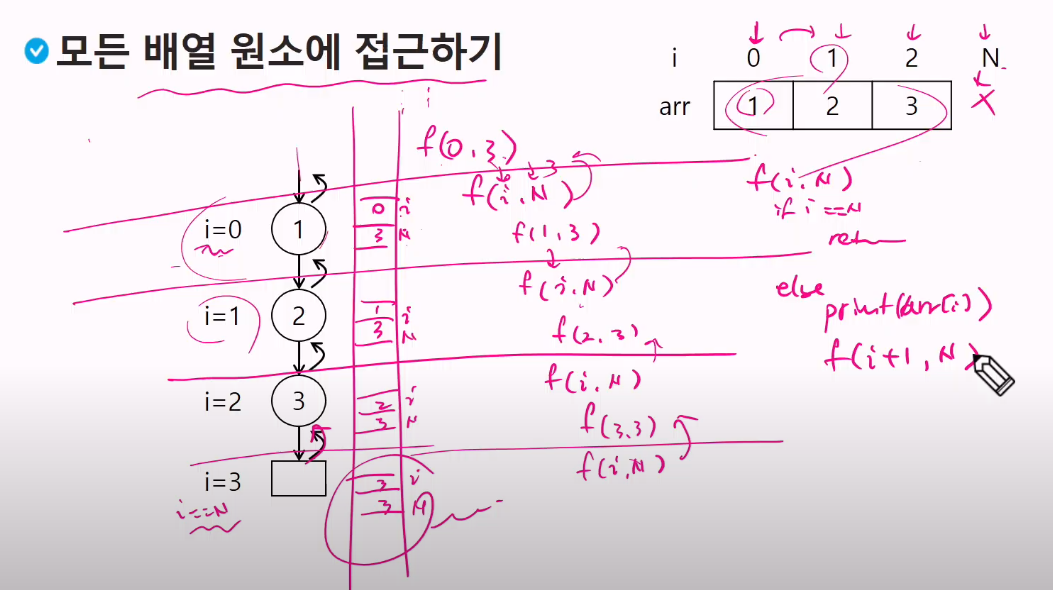 모든 배열 원소에 접근하기
i 0 1 2 N
arr 1 2 3 X
f(0,3)
f(i,N) 3
f(i,N)
if i==N
return
else
print(arr[i])
f(i+1,N)
i=0 1
0 i
3 N
f(1,3)
f(i,N)
i=1 2
1 i
3 N
f(2,3)
f(i,N)
i=2 3
2 i
3 N
f(3,3)
f(i,N)
i=3
i==N
3 i
3 N